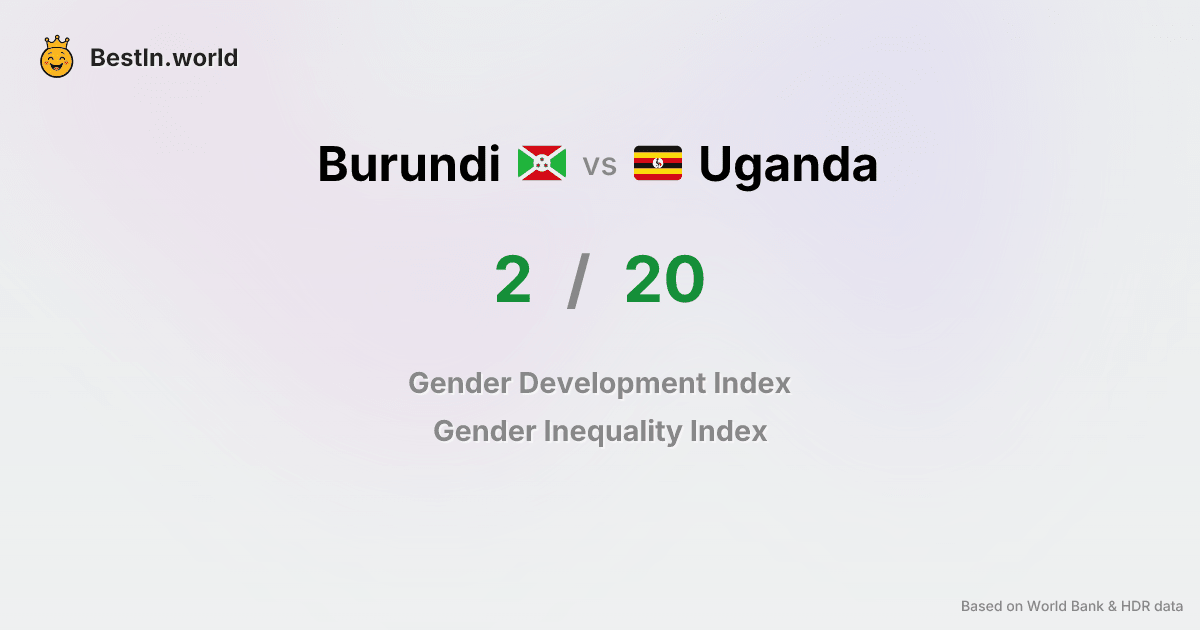 BestIn.world
Burundi vs Uganda
2 / 20
Gender Development Index
Gender Inequality Index
Based on World Bank & HDR data